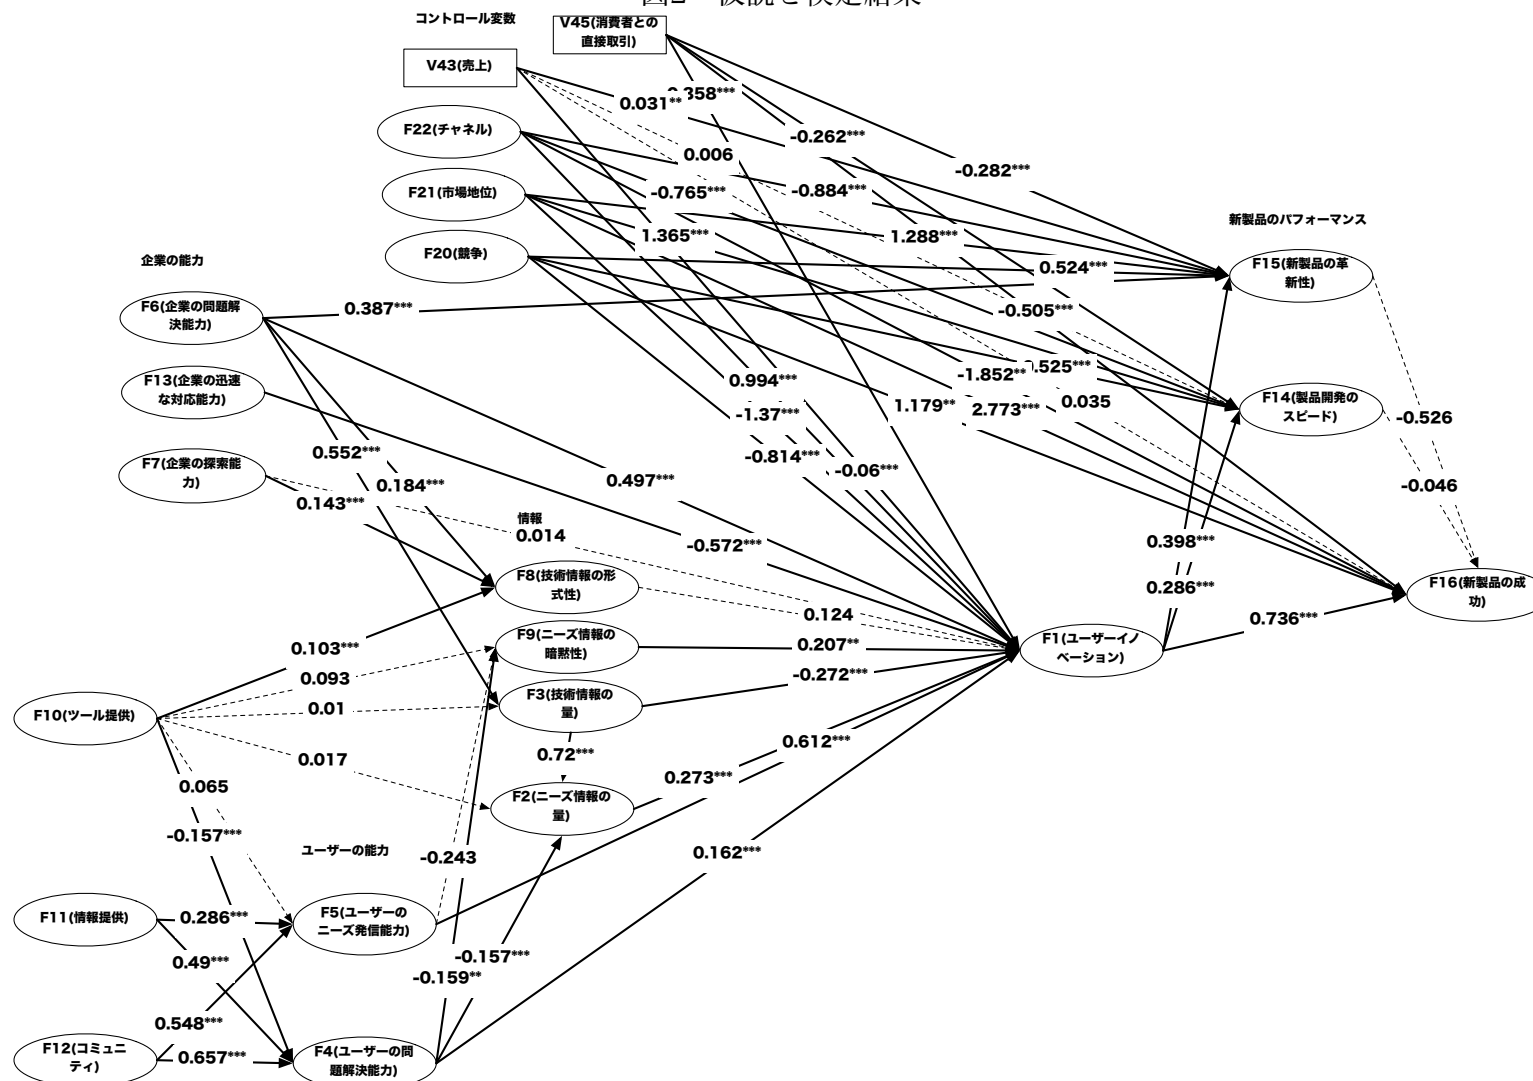 コントロール変数
V45(消費者との
直接取引)
V43(売上)
0.031**
.358***
F22(チャネル)
-0.262***
0.006
-0.282***
F21(市場地位)
-0.765***
-0.884***
新製品のパフォーマンス
1.365***
1.288***
F20(競争)
企業の能力
0.524***
F15(新製品の革
新性)
F6(企業の問題解
決能力)
0.387***
-0.505***
F13(企業の迅速
な対応能力)
0.994***
-1.852**
.525***
-1.37***
1.179**
2.773***
0.035
F14(製品開発の
スピード)
-0.526
0.552***
F7(企業の探索能
力)
-0.814***
-0.06***
0.184***
0.497***
-0.046
0.143***
情報
0.014
-0.572***
0.398***
F8(技術情報の形
式性)
0.286***
F16(新製品の成
功)
0.124
0.736***
F9(ニーズ情報の
暗黙性)
0.207**
F1(ユーザーイノ
ベーション)
0.103***
0.093
-0.272***
F3(技術情報の
量)
0.01
F10(ツール提供)
0.72***
0.612***
0.017
0.273***
0.065
F2(ニーズ情報の
量)
-0.157***
ユーザーの能力
-0.243
0.162***
F11(情報提供)
0.286***
F5(ユーザーの
ニーズ発信能力)
0.49***
-0.157***
-0.159**
0.548***
F12(コミュニ
ティ)
0.657***
F4(ユーザーの問
題解決能力)